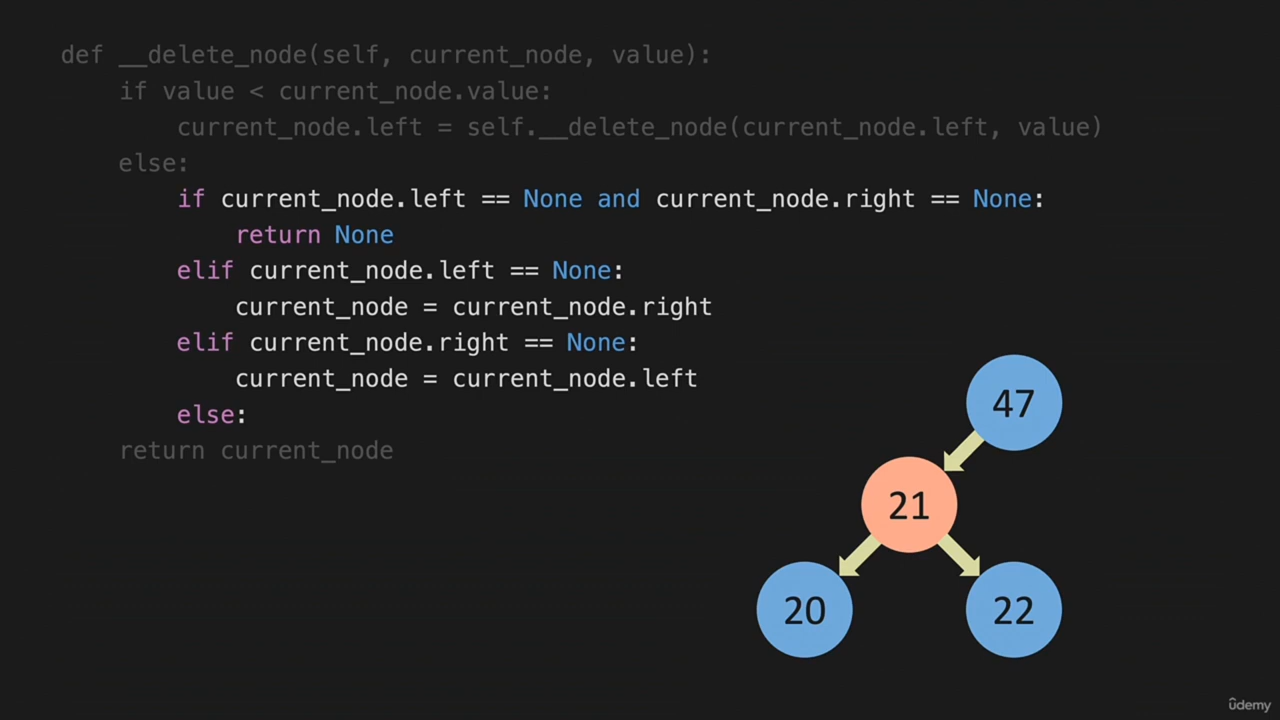 def __delete_node(self, current_node, value):
if value < current_node.value:
current_node.left = self.__delete_node(current_node.left, value)
else:
if current_node.left == None and current_node.right == None:
return None
elif current_node.left == None:
current_node = current_node.right
elif current_node.right == None:
current_node = current_node.left
else:
return current_node
47
21
20
22
ûdemy